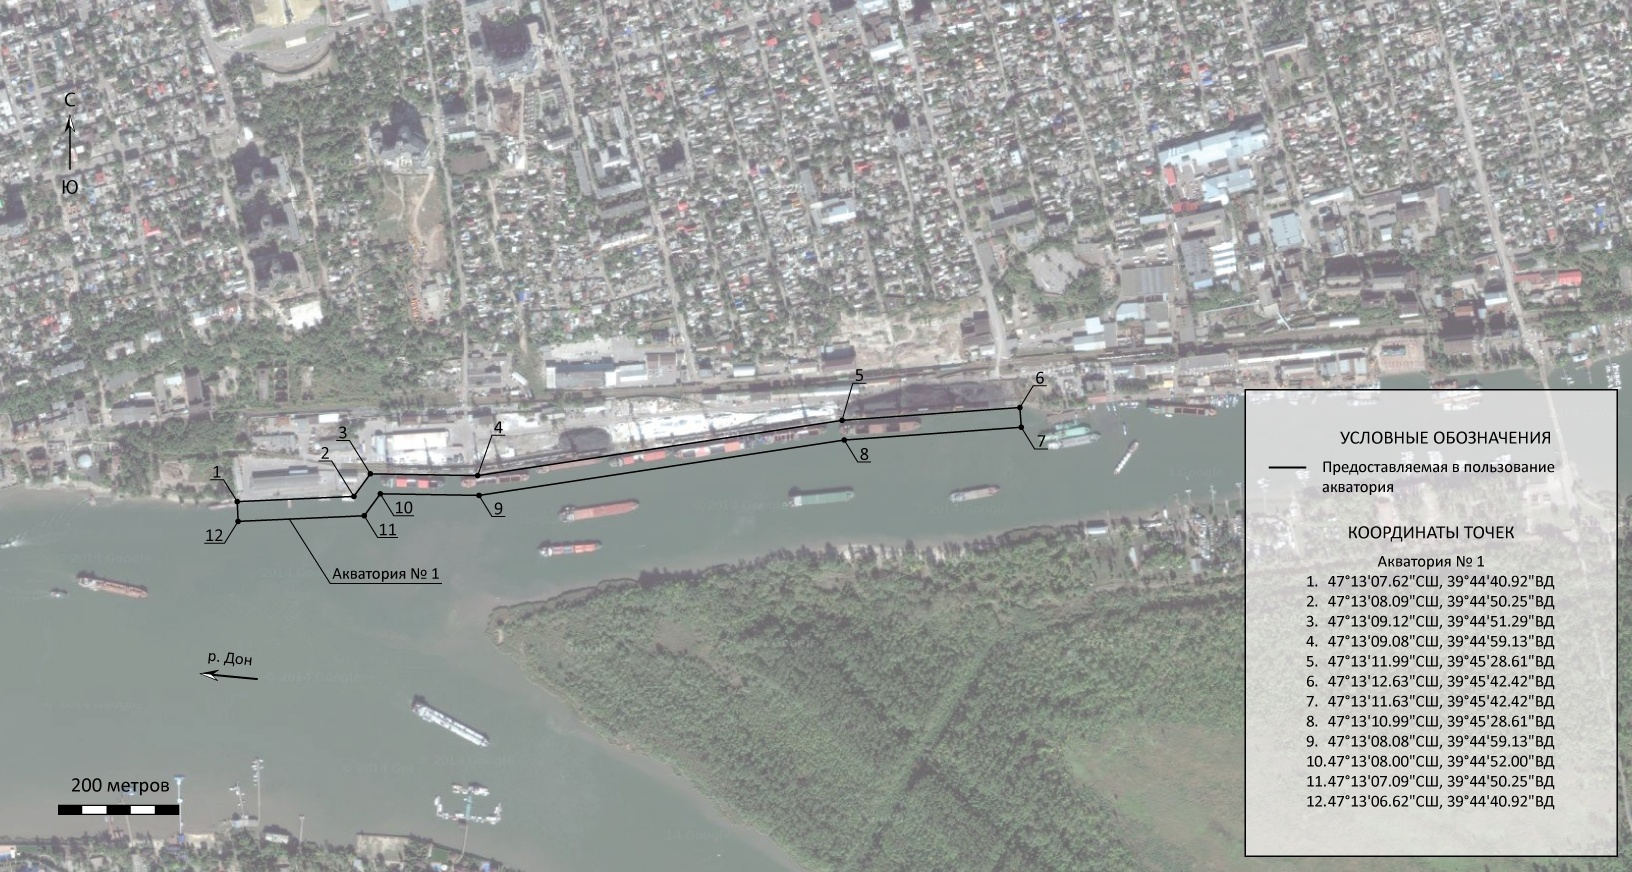 С
Ю
1
2
3
4
5
6
7
8
9
10
11
12
Акватория № 1
р. Дон
200 метров
УСЛОВНЫЕ ОБОЗНАЧЕНИЯ
Предоставляемая в пользование
акватория
КООРДИНАТЫ ТОЧЕК
Акватория № 1
1. 47°13'07.62"СШ, 39°44'40.92"ВД
2. 47°13'08.09"СШ, 39°44'50.25"ВД
3. 47°13'09.12"СШ, 39°44'51.29"ВД
4. 47°13'09.08"СШ, 39°44'59.13"ВД
5. 47°13'11.99"СШ, 39°45'28.61"ВД
6. 47°13'12.63"СШ, 39°45'42.42"ВД
7. 47°13'11.63"СШ, 39°45'42.42"ВД
8. 47°13'10.99"СШ, 39°45'28.61"ВД
9. 47°13'08.08"СШ, 39°44'59.13"ВД
10.47°13'08.00"СШ, 39°44'52.00"ВД
11.47°13'07.09"СШ, 39°44'50.25"ВД
12.47°13'06.62"СШ, 39°44'40.92"ВД